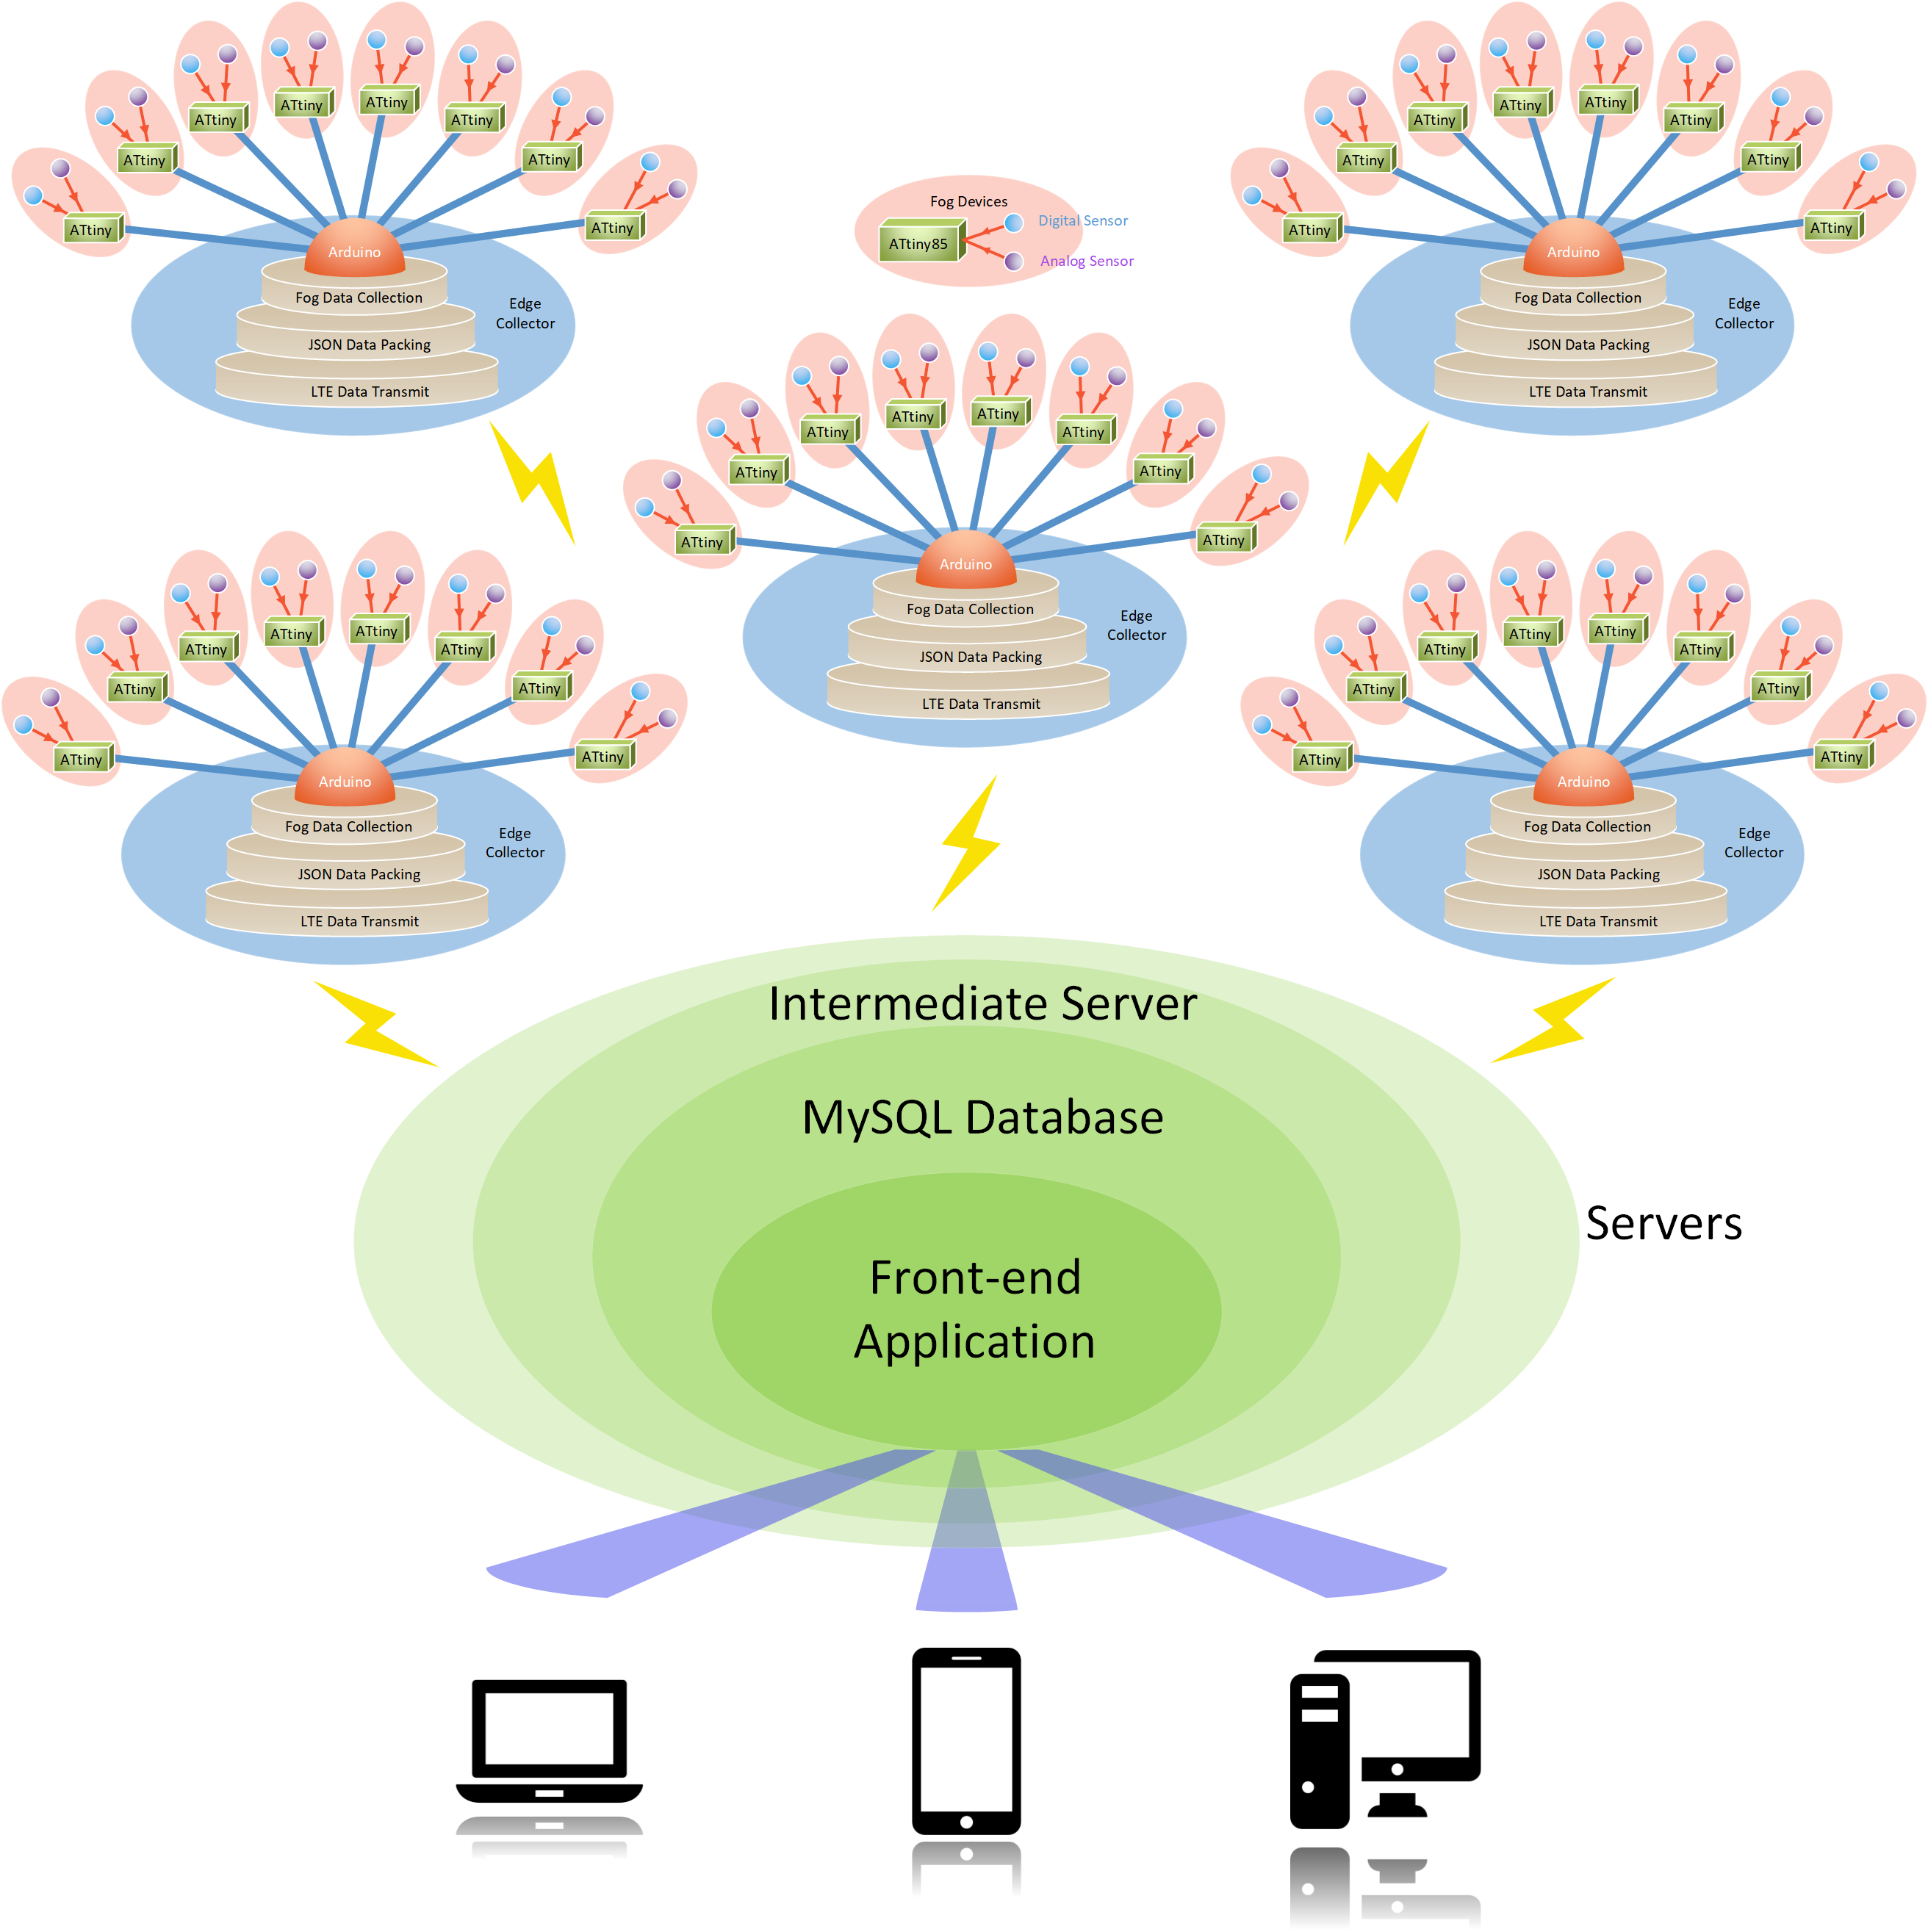 ATtiny
ATtiny
ATtiny
ATtiny
ATtiny
ATtiny
ATtiny
ATtiny
Arduino
Fog Data Collection
JSON Data Packing
LTE Data Transmit
Edge
Collector
Fog Devices
ATtiny85
Digital Sensor
Analog Sensor
ATtiny
ATtiny
ATtiny
ATtiny
ATtiny
ATtiny
ATtiny
ATtiny
Arduino
Fog Data Collection
JSON Data Packing
LTE Data Transmit
Edge
Collector
ATtiny
ATtiny
ATtiny
ATtiny
ATtiny
ATtiny
ATtiny
ATtiny
Arduino
Fog Data Collection
JSON Data Packing
LTE Data Transmit
Edge
Collector
ATtiny
ATtiny
ATtiny
ATtiny
ATtiny
ATtiny
ATtiny
ATtiny
Arduino
Fog Data Collection
JSON Data Packing
LTE Data Transmit
Edge
Collector
ATtiny
ATtiny
ATtiny
ATtiny
ATtiny
ATtiny
ATtiny
ATtiny
Arduino
Fog Data Collection
JSON Data Packing
LTE Data Transmit
Edge
Collector
Intermediate Server
MySQL Database
Front-end
Application
Servers